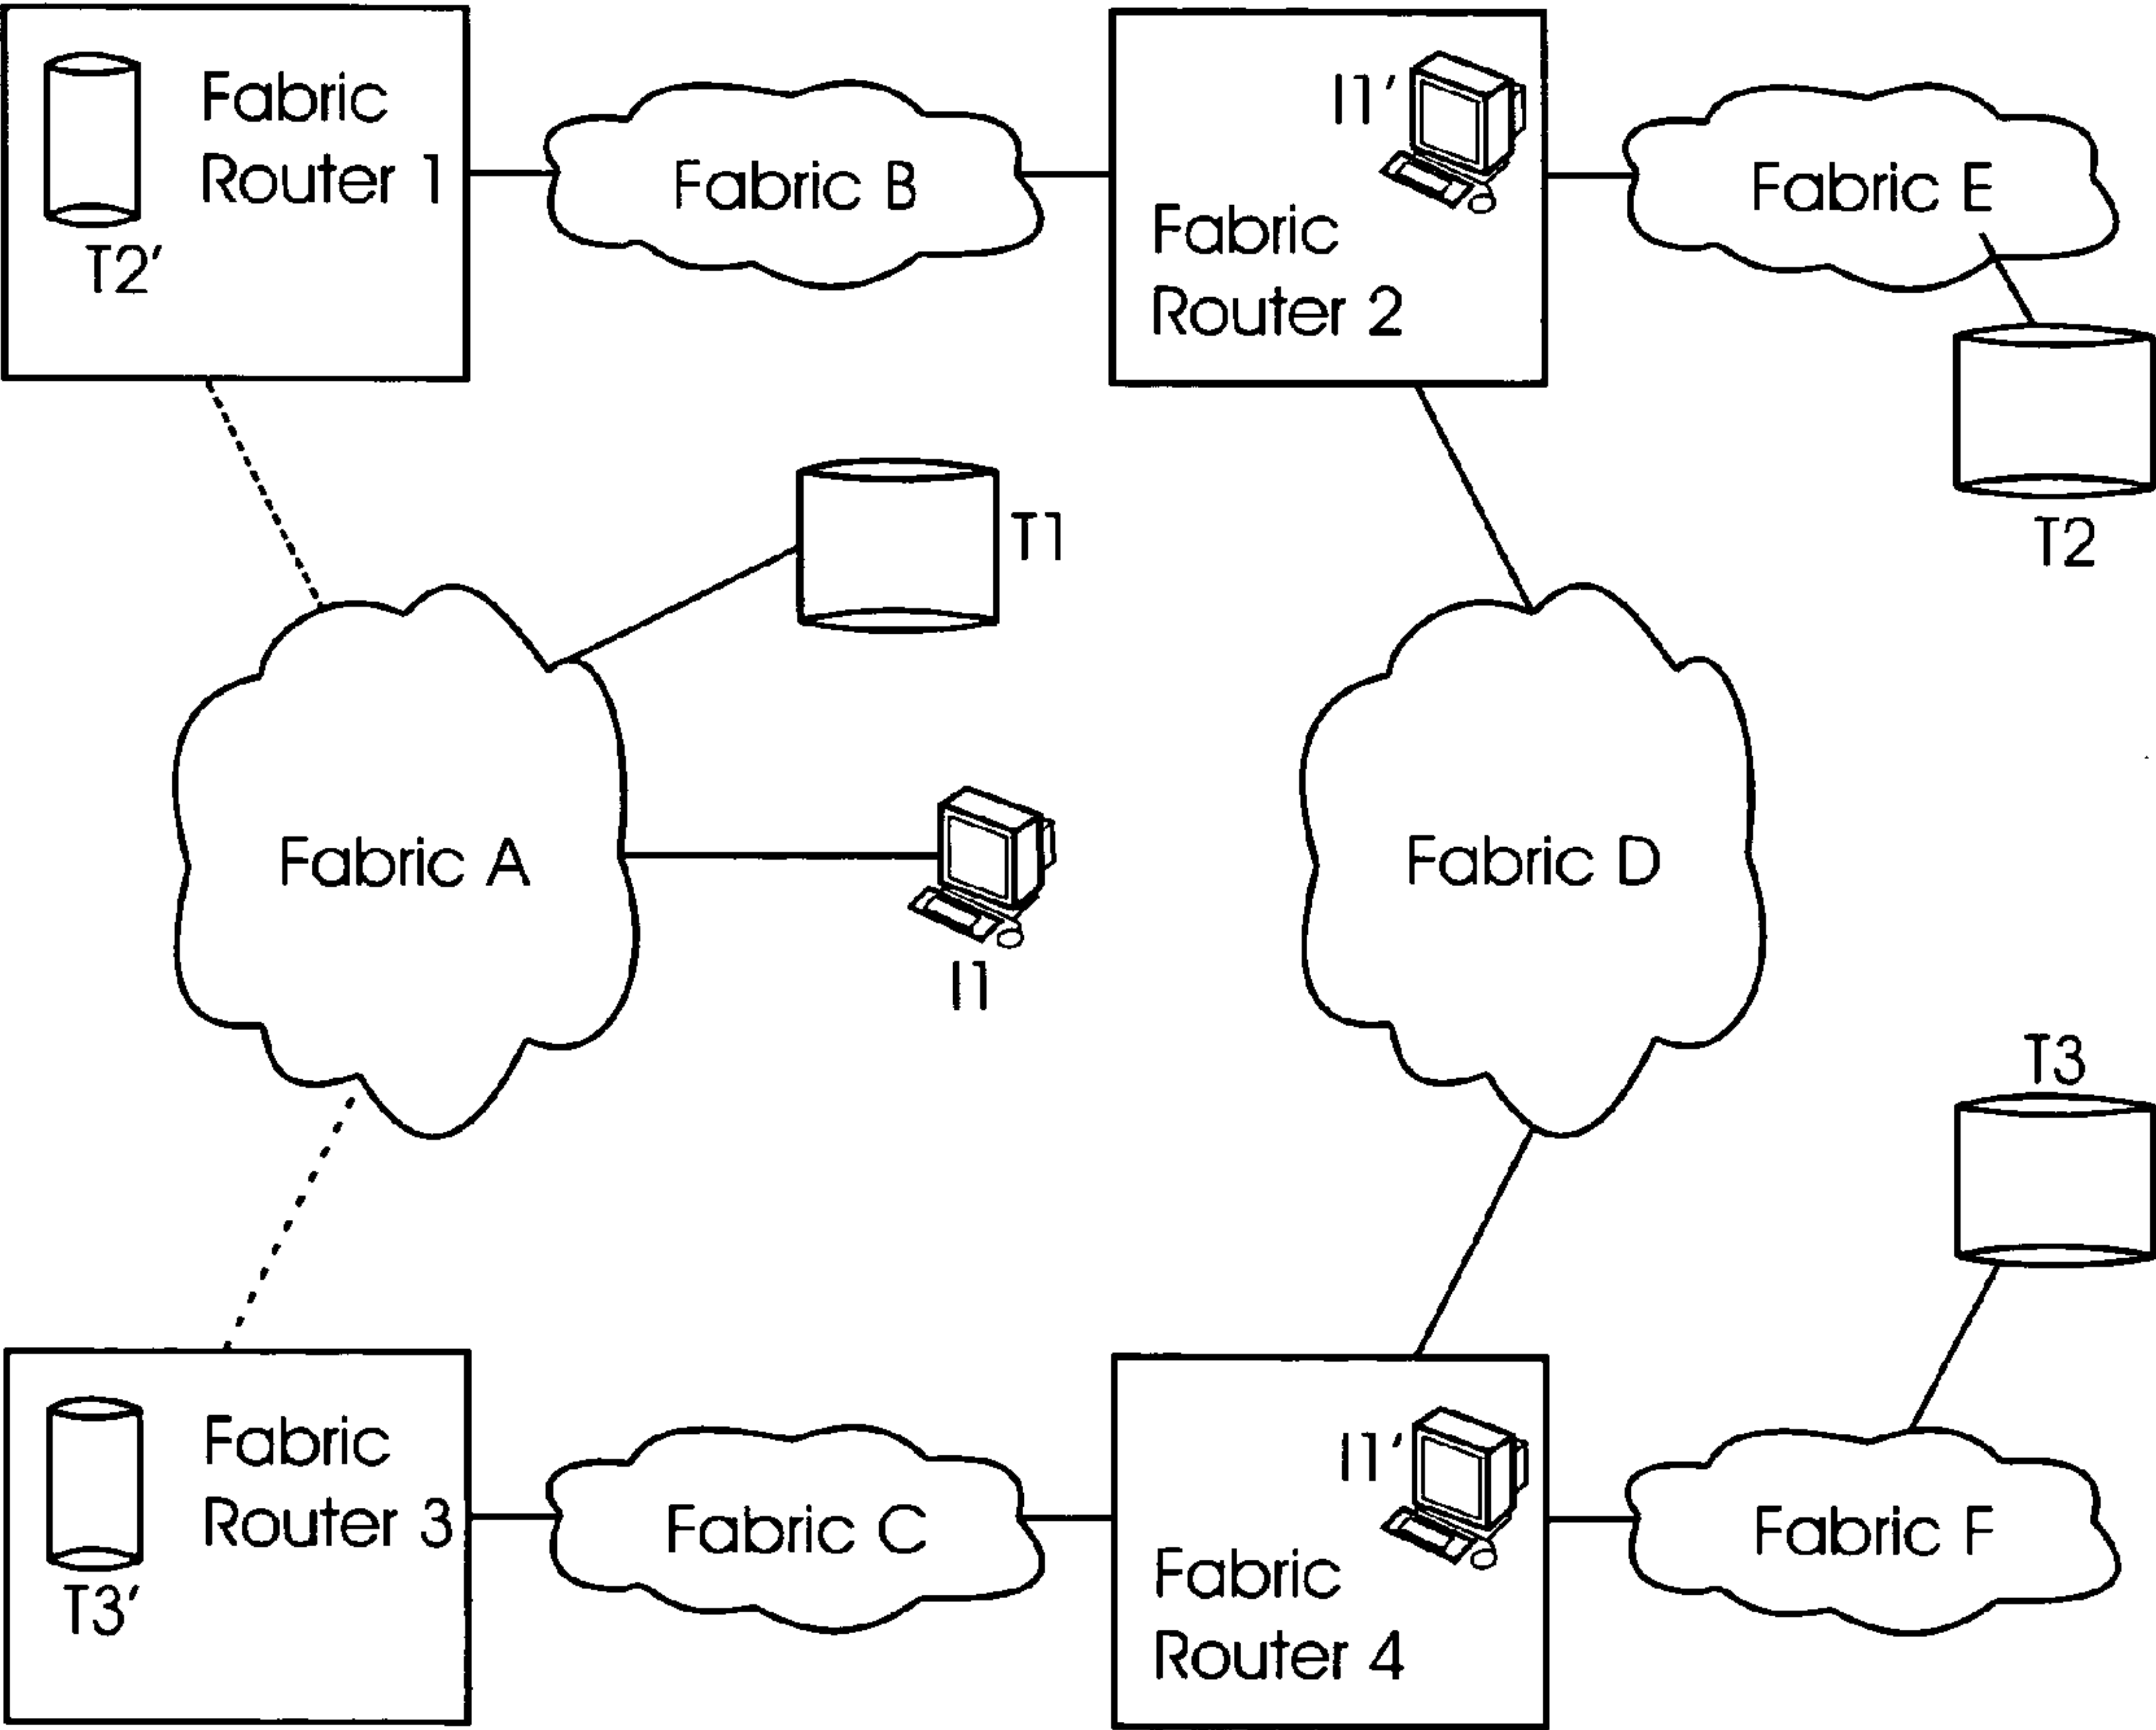 Fabric
Router 1
T2′
Fabric B
I1′
Fabric
Router 2
Fabric E
T2
T1
Fabric A
I1
Fabric D
T3
Fabric
Router 3
T3′
Fabric C
I1′
Fabric
Router 4
Fabric F